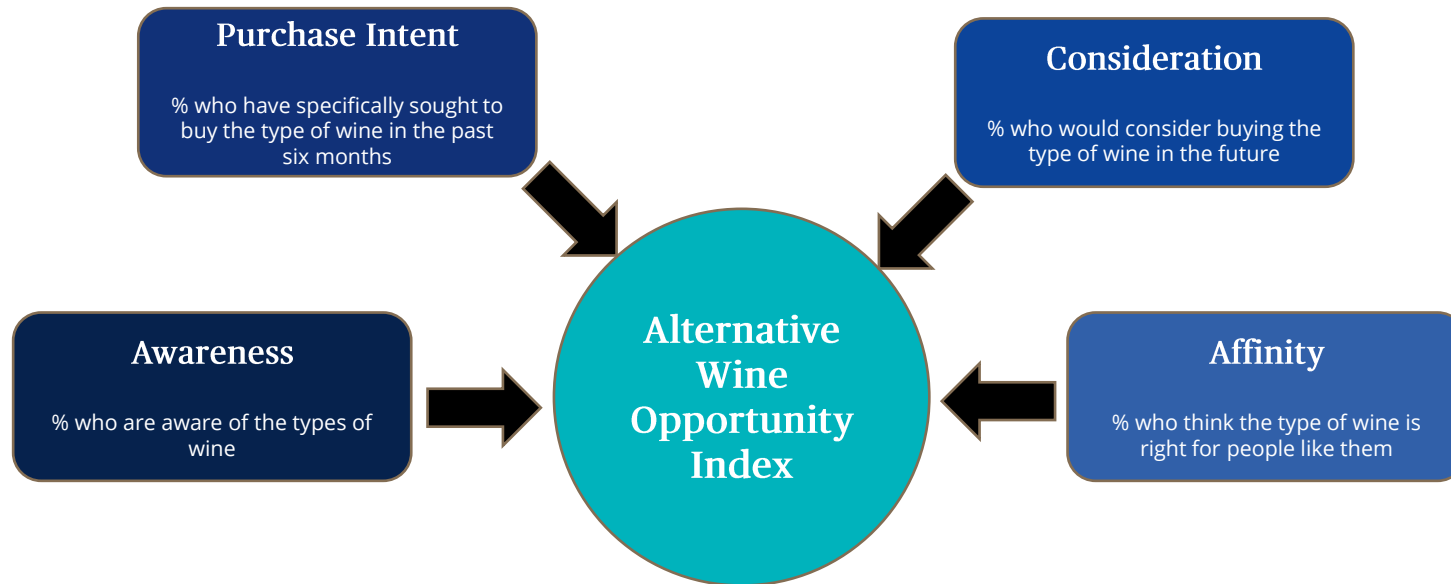 Purchase Intent
% who have specifically sought to
buy the type of wine in the past
six months
Consideration
% who would consider buying the
type of wine in the future
Awareness
% who are aware of the types of
wine
Alternative
Wine
Opportunity
Index
Affinity
% who think the type of wine is
right for people like them